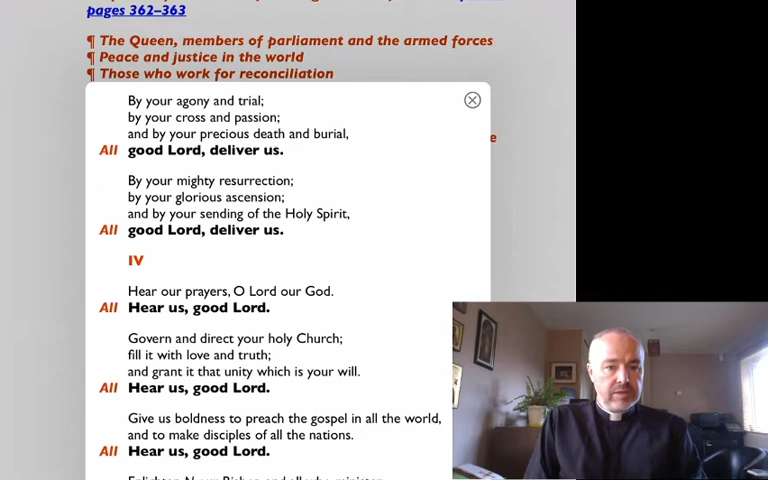 pages 362–363
¶ The Queen, members of parliament and the armed forces
¶ Peace and justice in the world
¶ Those who work for reconciliation
By your agony and trial;
by your cross and passion;
and by your precious death and burial,
All good Lord, deliver us.
By your mighty resurrection;
by your glorious ascension;
and by your sending of the Holy Spirit,
All good Lord, deliver us.
IV
Hear our prayers, O Lord our God.
All Hear us, good Lord.
Govern and direct your holy Church;
fill it with love and truth;
and grant it that unity which is your will.
All Hear us, good Lord.
Give us boldness to preach the gospel in all the world,
and to make disciples of all the nations.
All Hear us, good Lord.